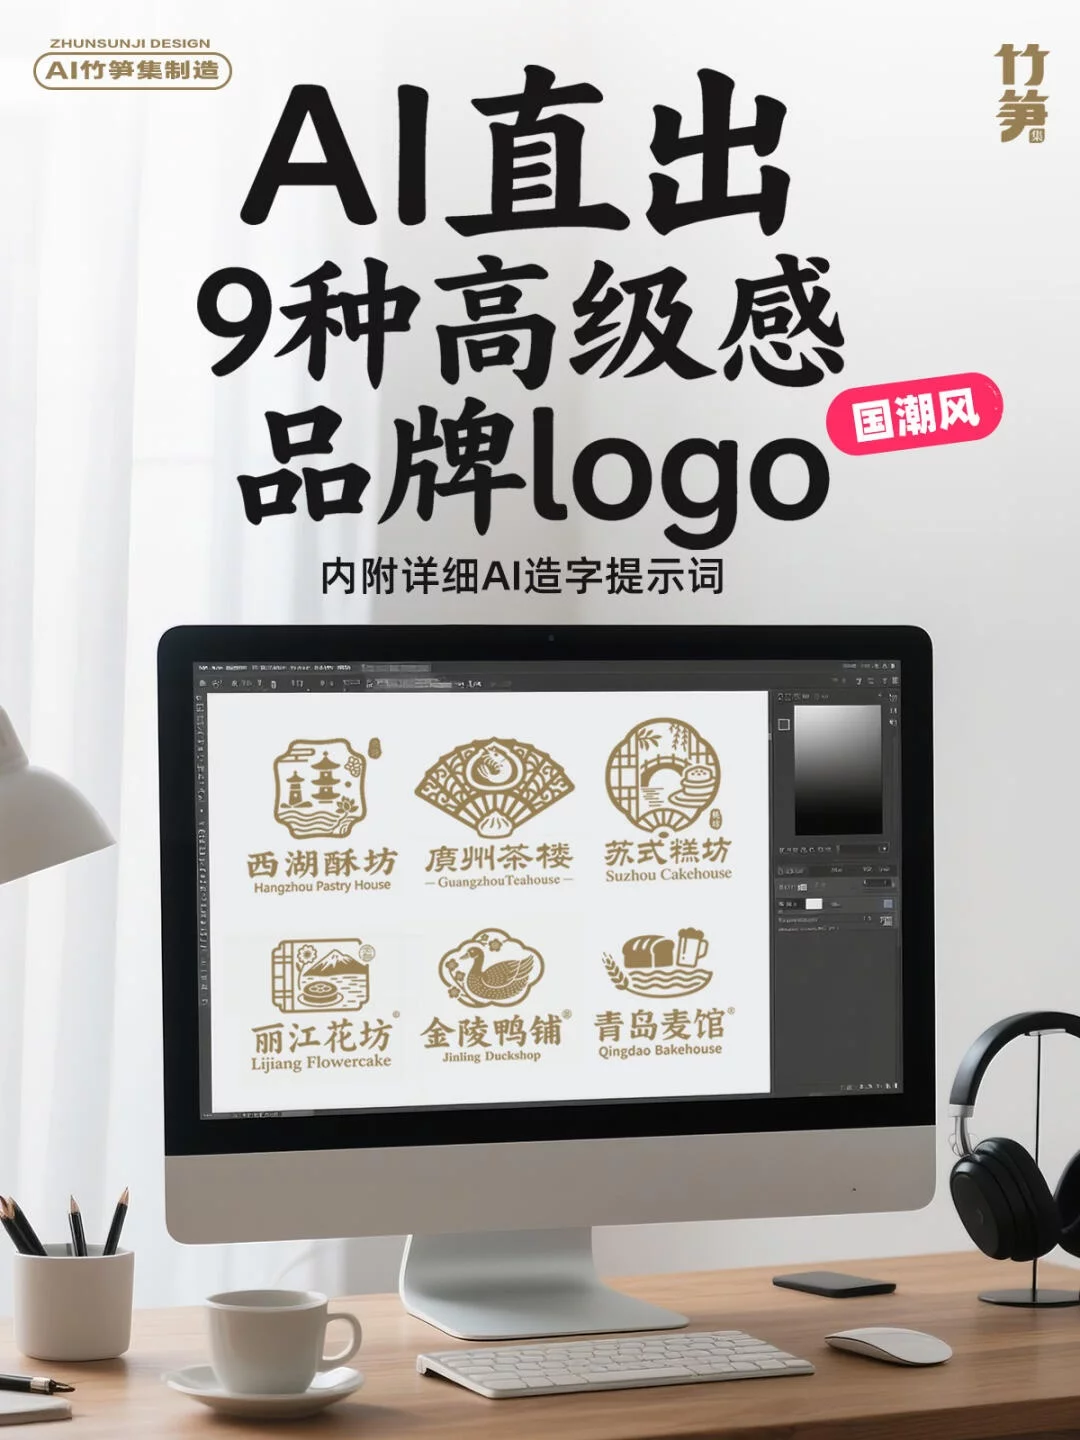 ZHUNSUNJI DESIGN
AI竹笋集制造
竹笋
集
AI直出
9种高级感
品牌logo
国潮风
内附详细AI造字提示词
西湖酥坊
Hangzhou Pastry House
廣州茶楼
GuangzhouTeahouse
苏式糕坊
Suzhou Cakehouse
丽江花坊
Lijiang Flowercake
金陵鸭铺
Jinling Duckshop
青岛麦馆
Qingdao Bakehouse